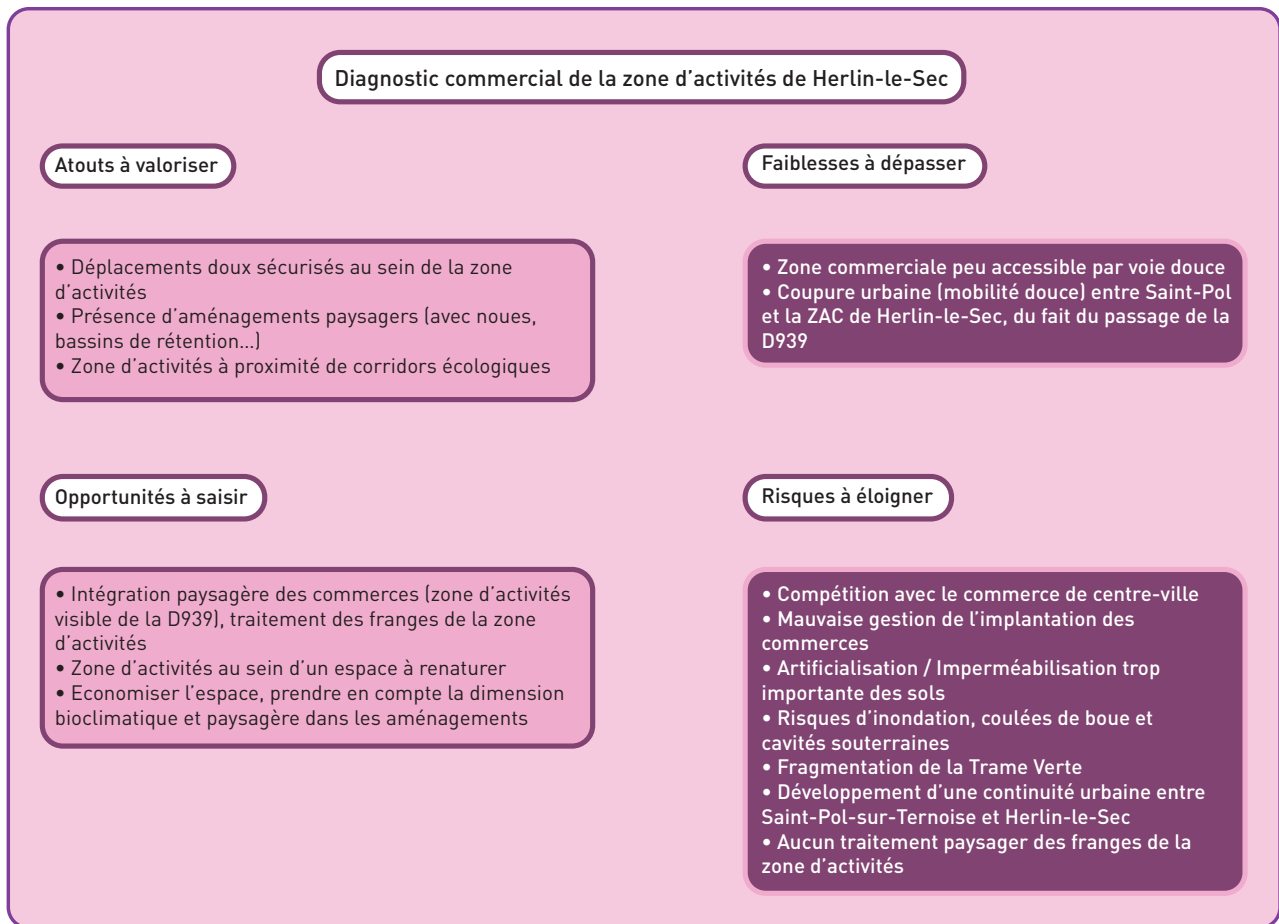 Diagnostic commercial de la zone d'activités de Herlin-le-Sec
Atouts à valoriser
• Déplacements doux sécurisés au sein de la zone
d'activités
• Présence d'aménagements paysagers (avec noues,
bassins de rétention...)
• Zone d'activités à proximité de corridors écologiques
Faiblesses à dépasser
• Zone commerciale peu accessible par voie douce
• Coupure urbaine (mobilité douce) entre Saint-Pol
et la ZAC de Herlin-le-Sec, du fait du passage de la
D939
Opportunités à saisir
• Intégration paysagère des commerces (zone d'activités
visible de la D939), traitement des franges de la zone
d'activités
• Zone d'activités au sein d'un espace à renaturer
• Economiser l'espace, prendre en compte la dimension
bioclimatique et paysagère dans les aménagements
Risques à éloigner
• Compétition avec le commerce de centre-ville
• Mauvaise gestion de l'implantation des
commerces
• Artificialisation / Imperméabilisation trop
importante des sols
• Risques d'inondation, coulées de boue et
cavités souterraines
• Fragmentation de la Trame Verte
• Développement d'une continuité urbaine entre
Saint-Pol-sur-Ternoise et Herlin-le-Sec
• Aucun traitement paysager des franges de la
zone d'activités